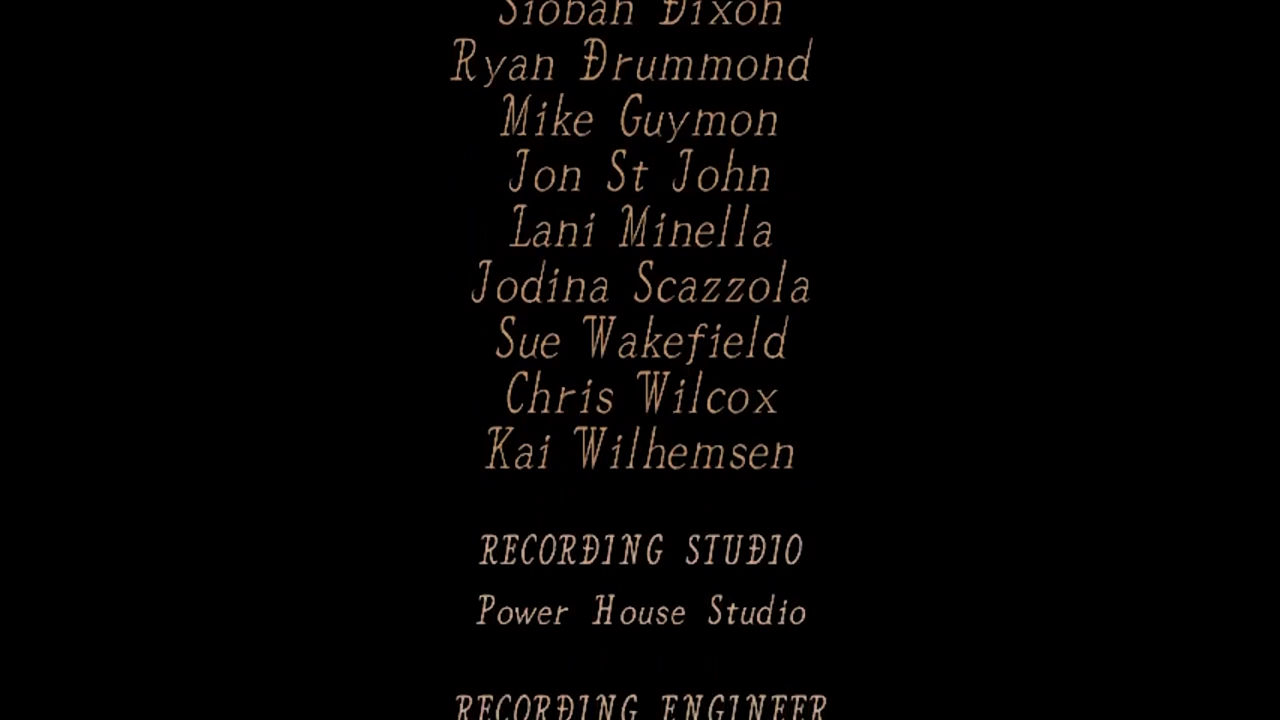 Sioban Dixon
Ryan Drummond
Mike Guymon
Jon St John
Lani Minella
Jodina Scazzola
Sue Wakefield
Chris Wilcox
Kai Wilhemsen
RECORDING STUDIO
Power House Studio
RECORDING ENGINEER